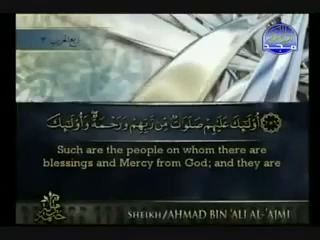 أُولَٰئِكَ عَلَيْهِمْ صَلَوَاتٌ مِّن رَّبِّهِمْ وَرَحْمَةٌ ۖ وَأُولَٰئِكَ
Such are the people on whom there are
blessings and Mercy from God; and they are
SHEIKH/AHMAD BIN 'ALI AL-'AJMI